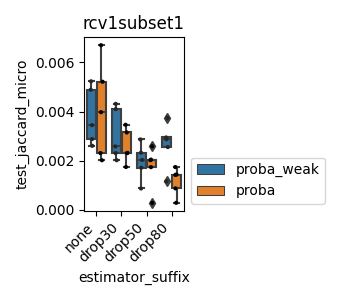 rcv1subset1
test_jaccard_micro
0.006
0.004
0.002
0.000
none
drop30
drop50
drop80
estimator_suffix
proba_weak
proba